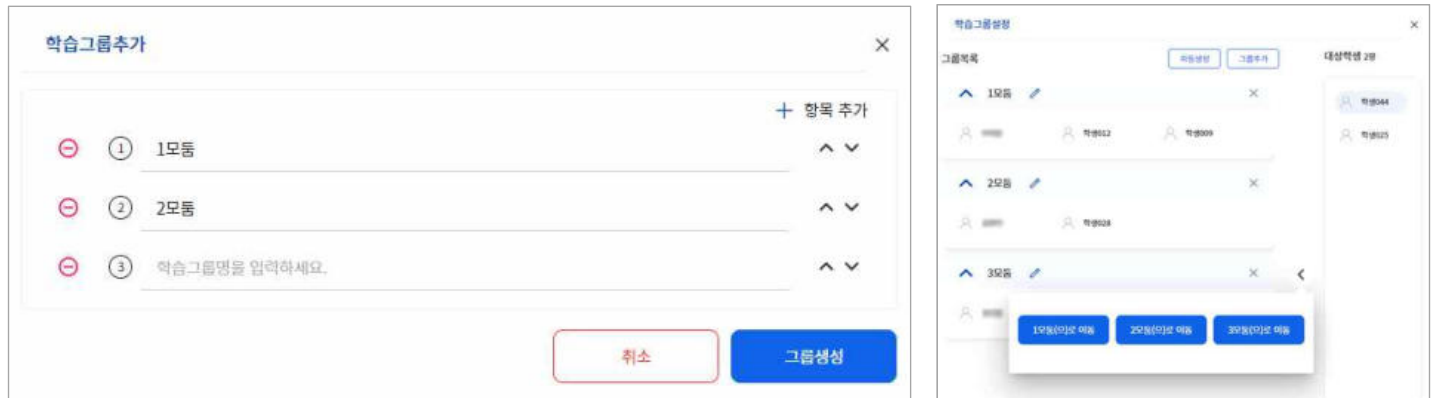 학습그룹추가
항목 추가
1 1모둠
2 2모둠
3 학습그룹명을 입력하세요.
취소 그룹생성
학습그룹설정
그룹목록 자동생성 그룹추가 대상학생 2명
1모둠
학생012 학생009
학생044
학생025
2모둠
학생028
3모둠
1모둠(으)로 이동 2모둠(으)로 이동 3모둠(으)로 이동